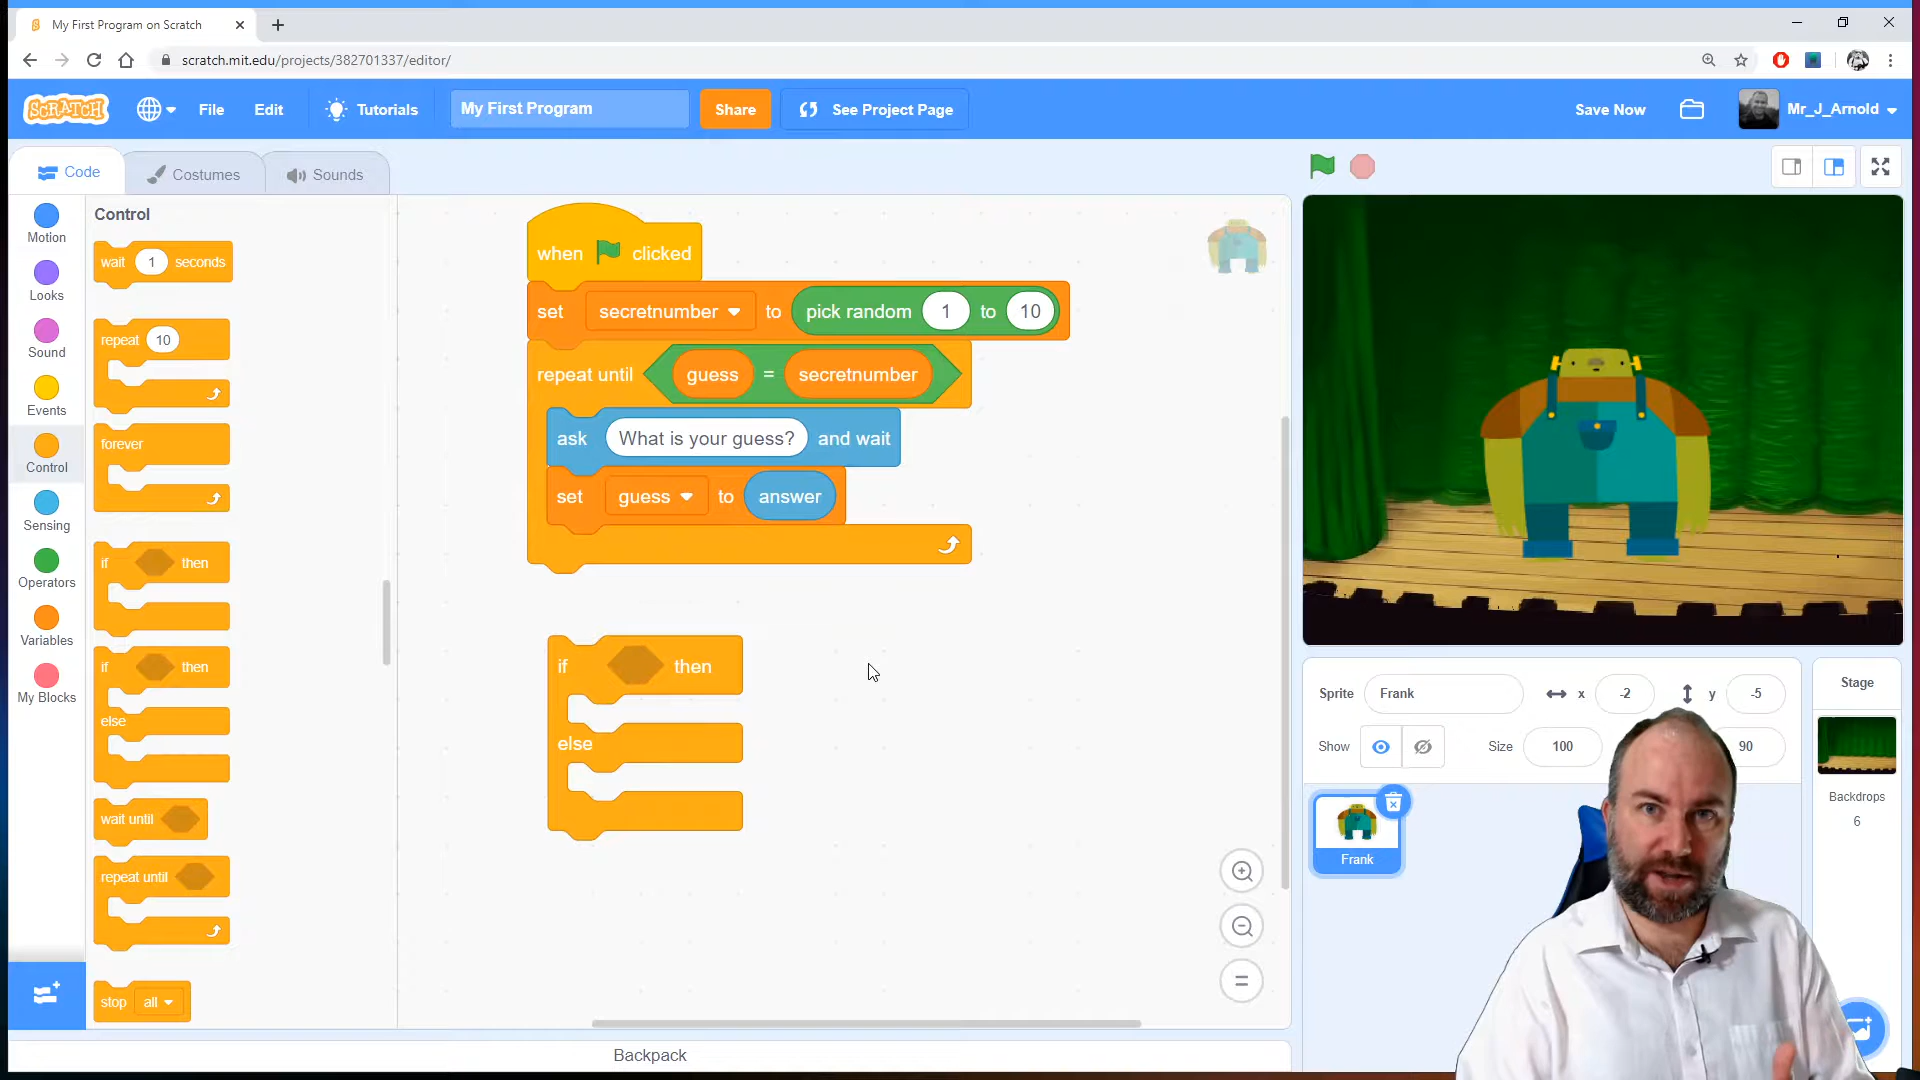 My First Program on Scratch
scratch.mit.edu/projects/382701337/editor/
SCRATCH File Edit Tutorials My First Program Share See Project Page Save Now Mr_J_Arnold
Code Costumes Sounds
Motion
Looks
Sound
Events
Control
Sensing
Operators
Variables
My Blocks
Control
wait 1 seconds
repeat 10
forever
if then
if then
else
wait until
repeat until
stop all
when clicked
set secretnumber to pick random 1 to 10
repeat until guess = secretnumber
ask What is your guess? and wait
set guess to answer
if then
else
Backpack
Sprite Frank x -2 y -5
Show Size 100 90
Frank
Stage
Backdrops
6